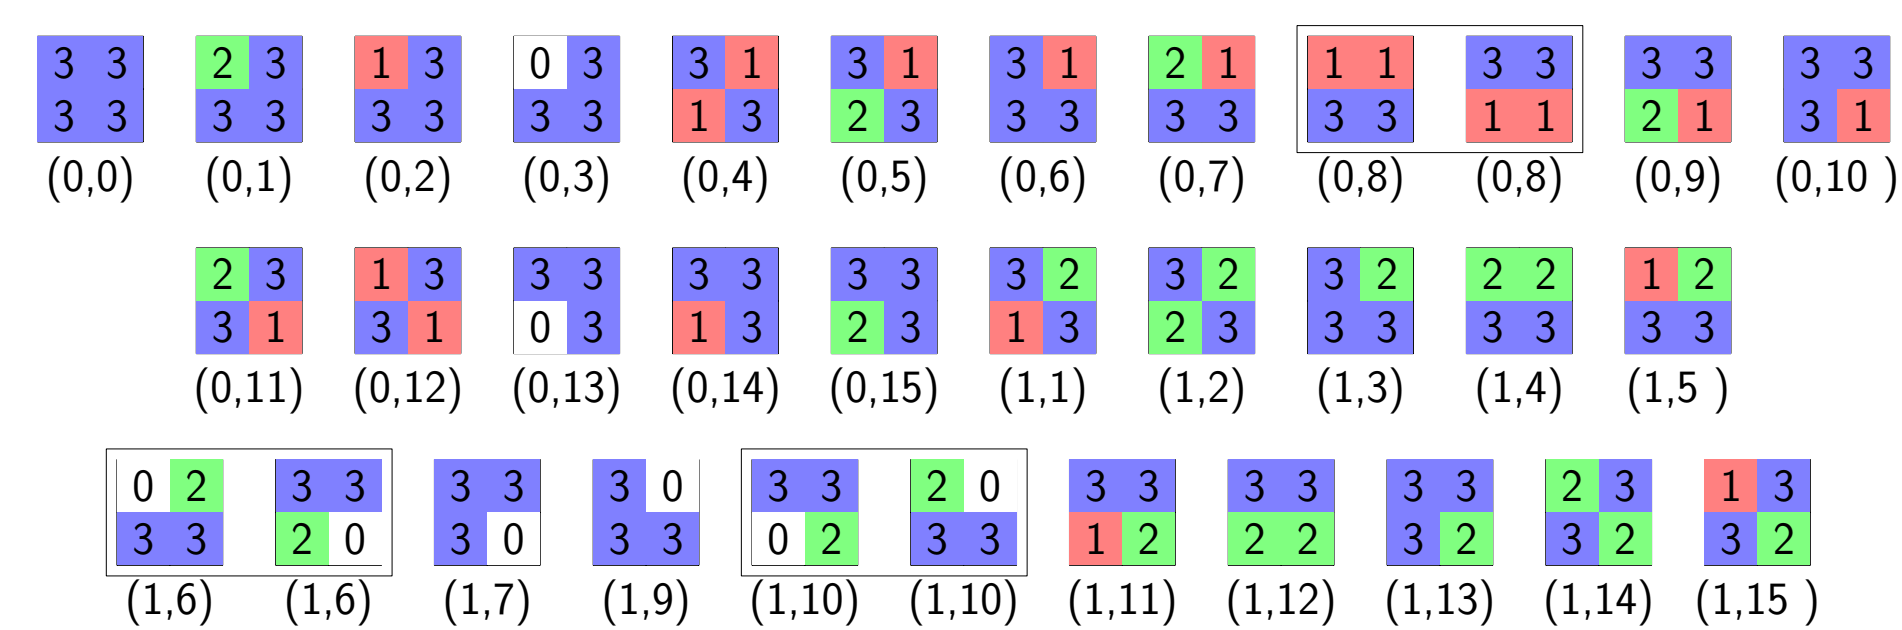 3 3 2 3 1 3 0 3 3 1 3 1 3 1 2 1 1 1 3 3 3 3 3 3
3 3 3 3 3 3 3 3 1 3 2 3 3 3 3 3 3 3 1 1 2 1 3 1
(0,0) (0,1) (0,2) (0,3) (0,4) (0,5) (0,6) (0,7) (0,8) (0,8) (0,9) (0,10 )
2 3 1 3 3 3 3 3 3 3 3 2 3 2 3 2 2 2 1 2
3 1 3 1 0 3 1 3 2 3 1 3 2 3 3 3 3 3 3 3
(0,11) (0,12) (0,13) (0,14) (0,15) (1,1) (1,2) (1,3) (1,4) (1,5 )
0 2 3 3 3 3 3 0 3 3 2 0 3 3 3 3 3 3 2 3 1 3
3 3 2 0 3 0 3 3 0 2 3 3 1 2 2 2 3 2 3 2 3 2
(1,6) (1,6) (1,7) (1,9) (1,10) (1,10) (1,11) (1,12) (1,13) (1,14) (1,15 )